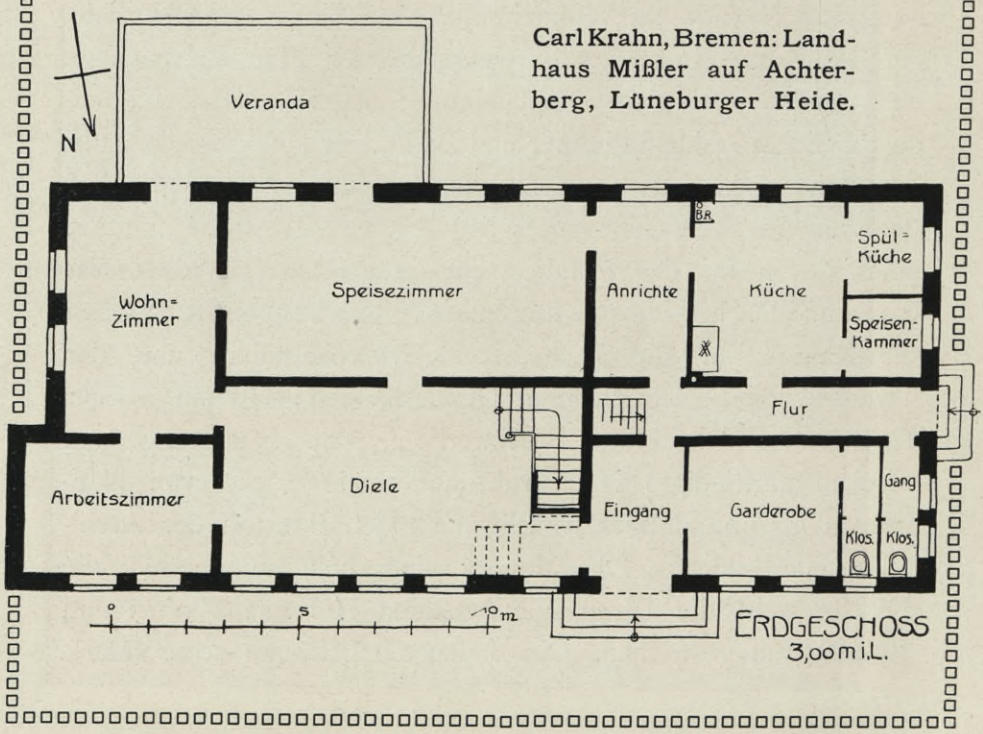 Carl Krahn, Bremen: Land-
haus Mißler auf Achter-
berg, Lüneburger Heide.
N
Veranda
B.R.
Spül=
Küche
Wohn=
Zimmer
Speisezimmer
Anrichte
Küche
Speisen-
Kammer
Flur
Arbeitszimmer
Diele
Eingang
Garderobe
Gang
Klos.
Klos.
0 5 10 m
ERDGESCHOSS
3,00 m i. L.